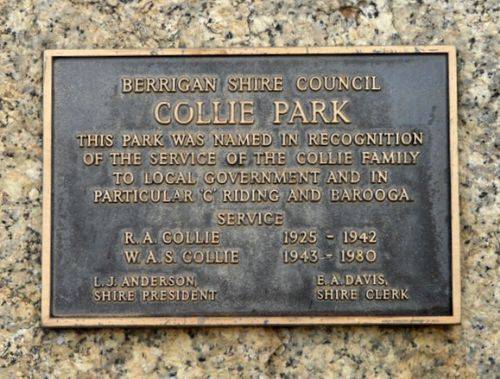 BERRIGAN SHIRE COUNCIL
COLLIE PARK
THIS PARK WAS NAMED IN RECOGNITION
OF THE SERVICE OF THE COLLIE FAMILY
TO LOCAL GOVERNMENT AND IN
PARTICULAR 'C' RIDING AND BAROOGA
SERVICE
R.A. COLLIE 1925 - 1942
W.A.S. COLLIE 1943 - 1980
L.J. ANDERSON, E.A. DAVIS,
SHIRE PRESIDENT SHIRE CLERK